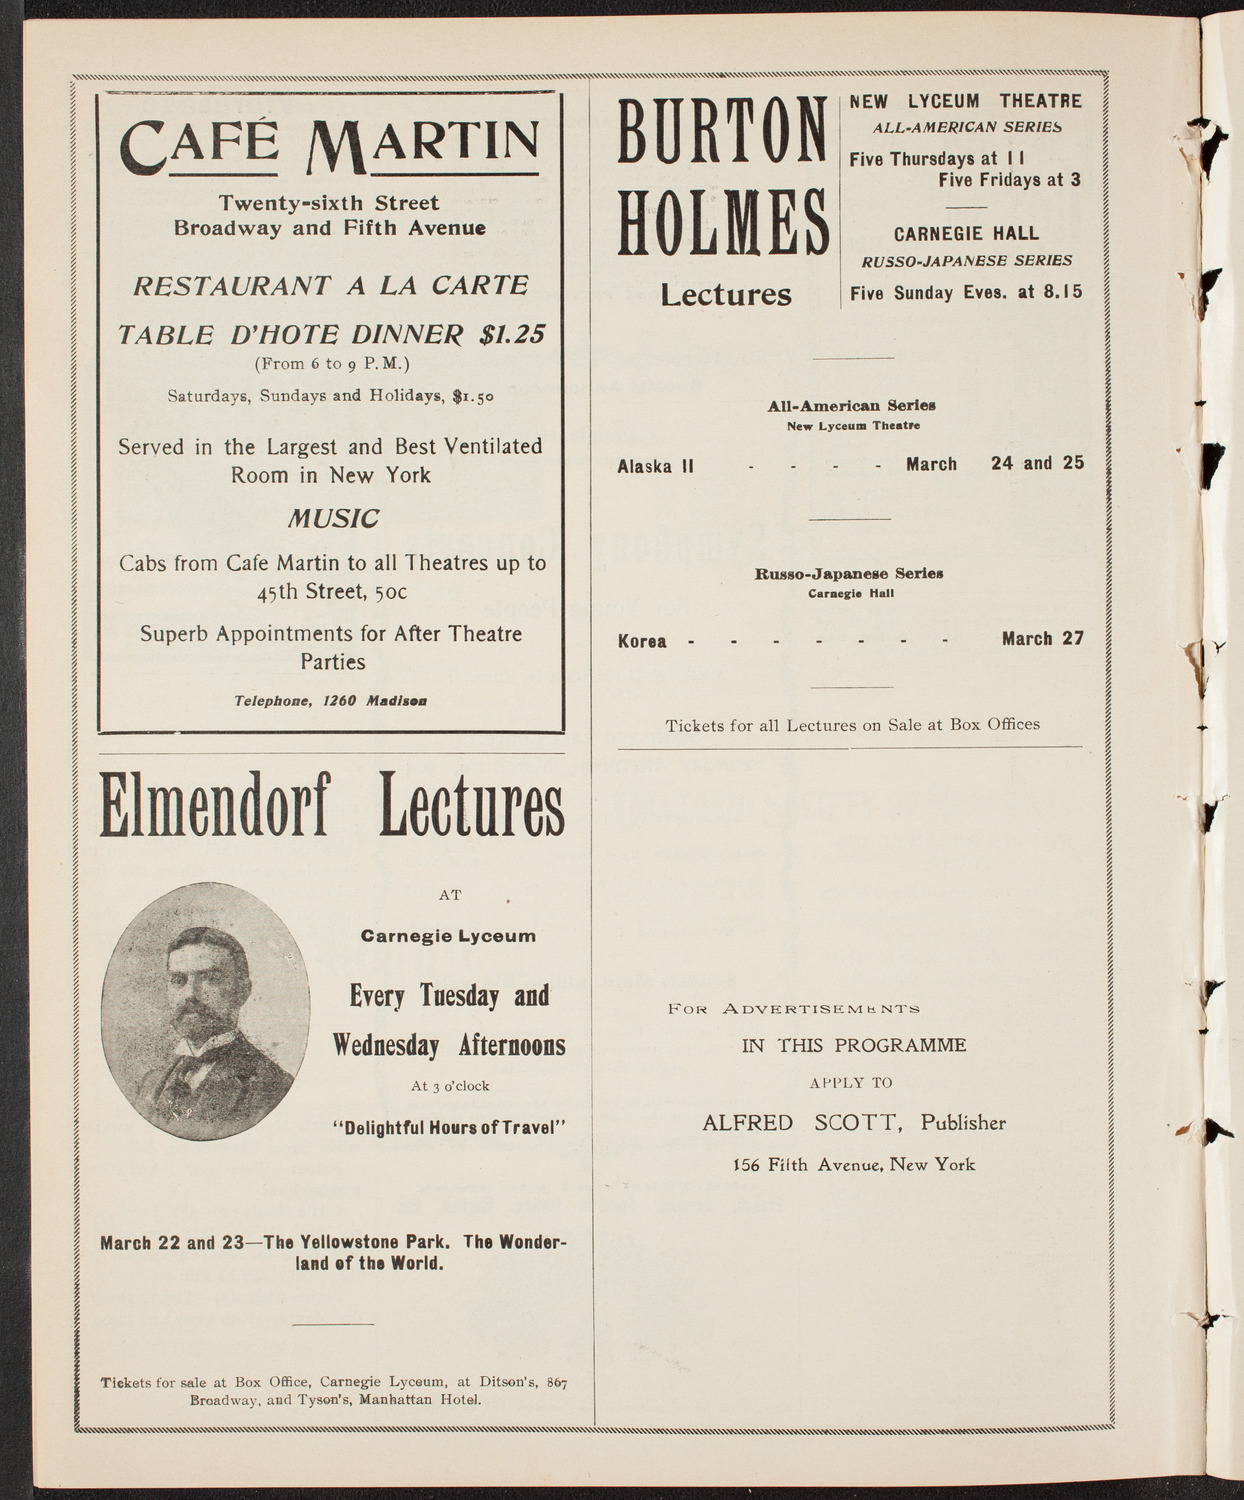 CAFÉ MARTIN
Twenty-sixth Street
Broadway and Fifth Avenue
RESTAURANT A LA CARTE
TABLE D'HOTE DINNER $1.25
(From 6 to 9 P.M.)
Saturdays, Sundays and Holidays, $1.50
Served in the Largest and Best Ventilated
Room in New York
MUSIC
Cabs from Cafe Martin to all Theatres up to
45th Street, 50c
Superb Appointments for After Theatre
Parties
Telephone, 1260 Madison
Elmendorf Lectures
AT
Carnegie Lyceum
Every Tuesday and
Wednesday Afternoons
At 3 o'clock
"Delightful Hours of Travel"
March 22 and 23—The Yellowstone Park. The Wonder-
land of the World.
Tickets for sale at Box Office, Carnegie Lyceum, at Ditson's, 867
Broadway, and Tyson's, Manhattan Hotel.
BURTON
HOLMES
Lectures
NEW LYCEUM THEATRE
ALL-AMERICAN SERIES
Five Thursdays at 11
Five Fridays at 3
CARNEGIE HALL
RUSSO-JAPANESE SERIES
Five Sunday Eves. at 8.15
All-American Series
New Lyceum Theatre
Alaska II - - - - March 24 and 25
Russo-Japanese Series
Carnegie Hall
Korea - - - - - - - March 27
Tickets for all Lectures on Sale at Box Offices
FOR ADVERTISEMENTS
IN THIS PROGRAMME
APPLY TO
ALFRED SCOTT, Publisher
156 Fifth Avenue, New York